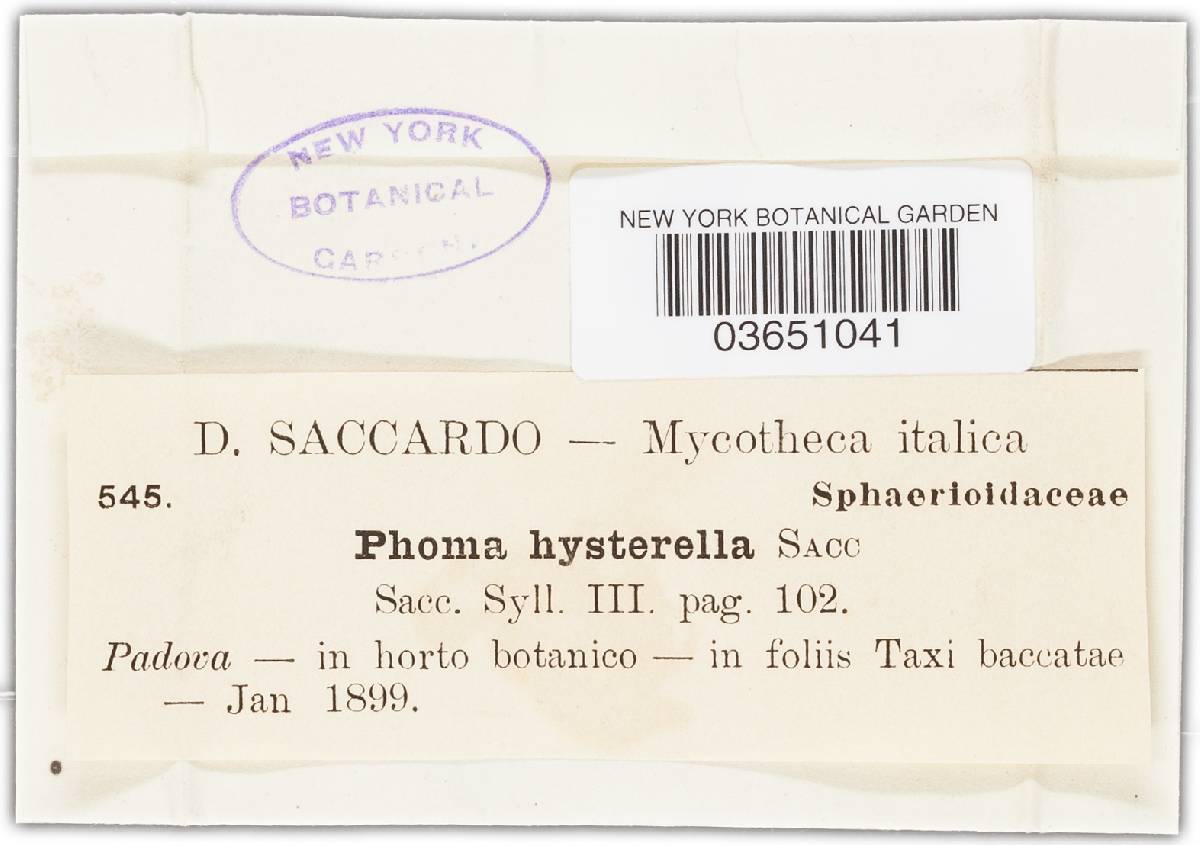 NEW YORK
BOTANICAL
GARDEN.
NEW YORK BOTANICAL GARDEN
03651041
D. SACCARDO — Mycotheca italica
545.
Sphaerioidaceae
Phoma hysterella SACC
Sacc. Syll. III. pag. 102.
Padova — in horto botanico — in foliis Taxi baccatae
— Jan 1899.